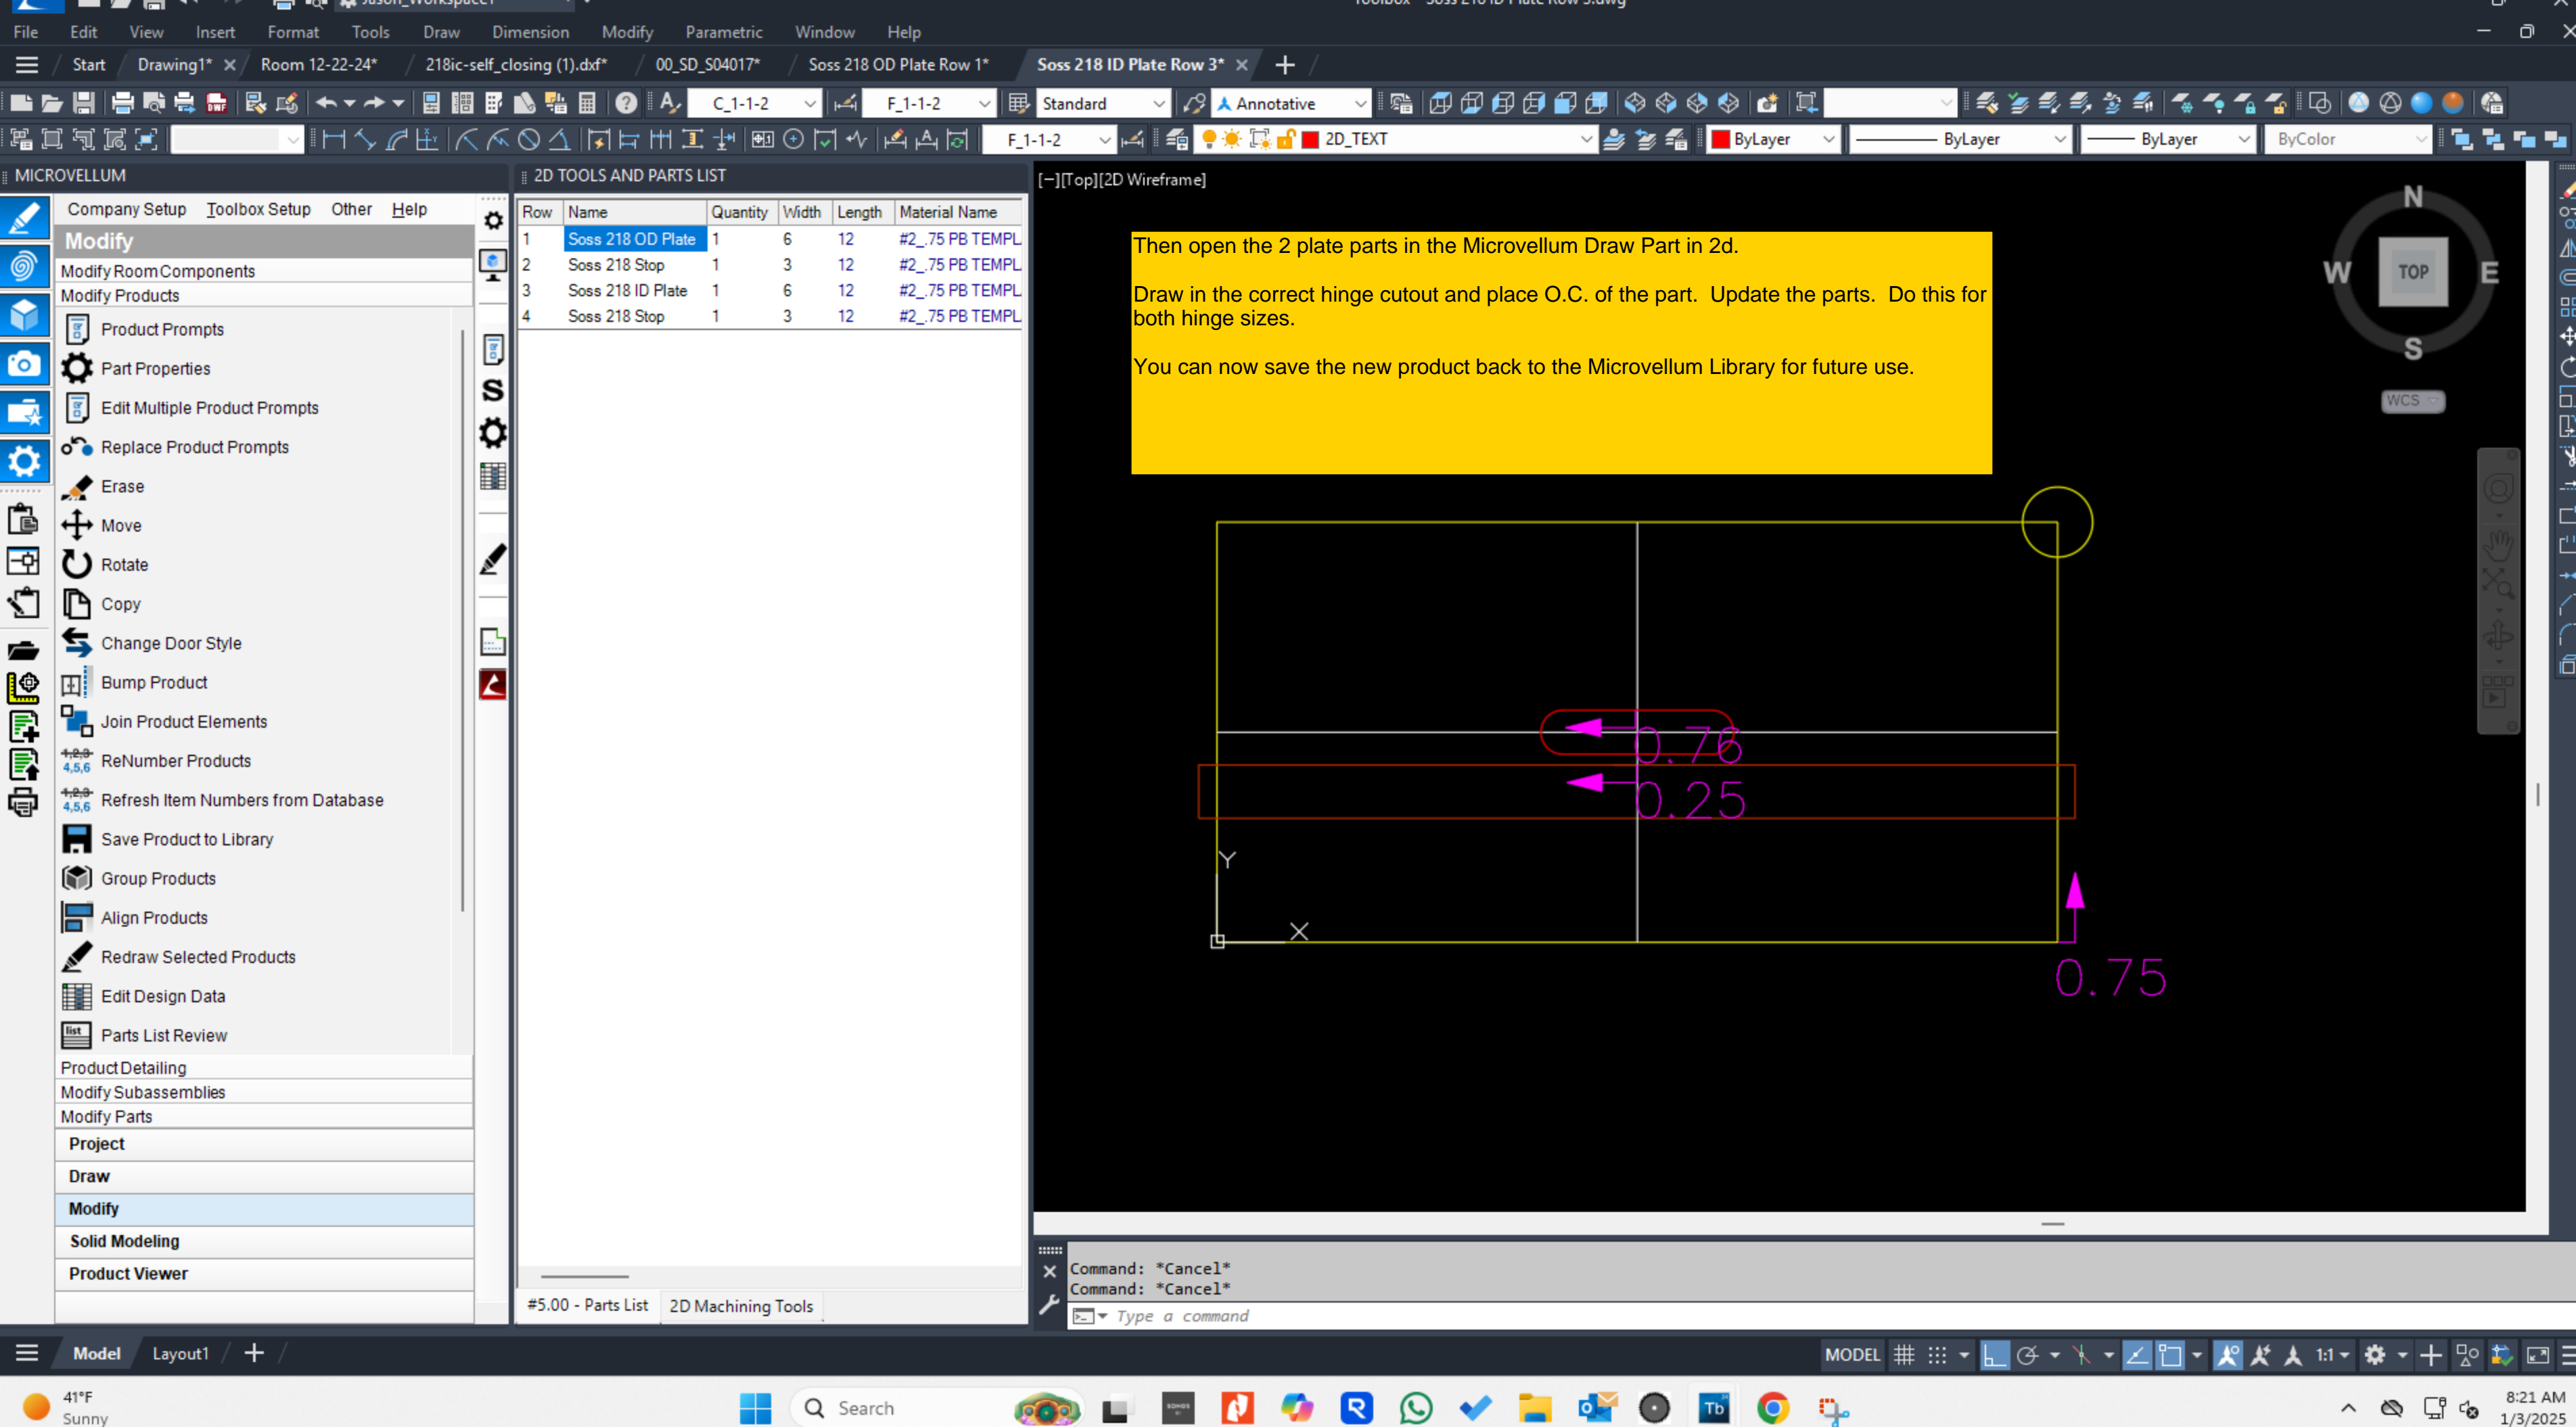 Jason_Workspace1
Toolbox - Soss 218 ID Plate Row 3.dwg
File Edit View Insert Format Tools Draw Dimension Modify Parametric Window Help
Start Drawing1* Room 12-22-24* 218ic-self_closing (1).dxf* 00_SD_S04017* Soss 218 OD Plate Row 1* Soss 218 ID Plate Row 3*
C_1-1-2 F_1-1-2 Standard Annotative
F_1-1-2 2D_TEXT ByLayer ByLayer ByLayer ByColor
MICROVELLUM
Company Setup Toolbox Setup Other Help
Modify
Modify Room Components
Modify Products
Product Prompts
Part Properties
Edit Multiple Product Prompts
Replace Product Prompts
Erase
Move
Rotate
Copy
Change Door Style
Bump Product
Join Product Elements
ReNumber Products
Refresh Item Numbers from Database
Save Product to Library
Group Products
Align Products
Redraw Selected Products
Edit Design Data
Parts List Review
Product Detailing
Modify Subassemblies
Modify Parts
Project
Draw
Modify
Solid Modeling
Product Viewer
2D TOOLS AND PARTS LIST
Row Name Quantity Width Length Material Name
1 Soss 218 OD Plate 1 6 12 #2_.75 PB TEMPL
2 Soss 218 Stop 1 3 12 #2_.75 PB TEMPL
3 Soss 218 ID Plate 1 6 12 #2_.75 PB TEMPL
4 Soss 218 Stop 1 3 12 #2_.75 PB TEMPL
#5.00 - Parts List 2D Machining Tools
[−][Top][2D Wireframe]
Then open the 2 plate parts in the Microvellum Draw Part in 2d.
Draw in the correct hinge cutout and place O.C. of the part. Update the parts. Do this for
both hinge sizes.
You can now save the new product back to the Microvellum Library for future use.
N
W TOP E
S
WCS
0.76
0.25
Y
X
0.75
Command: *Cancel*
Command: *Cancel*
Type a command
Model Layout1
MODEL 1:1
41°F
Sunny
Search
SONOS
Tb
8:21 AM
1/3/2025